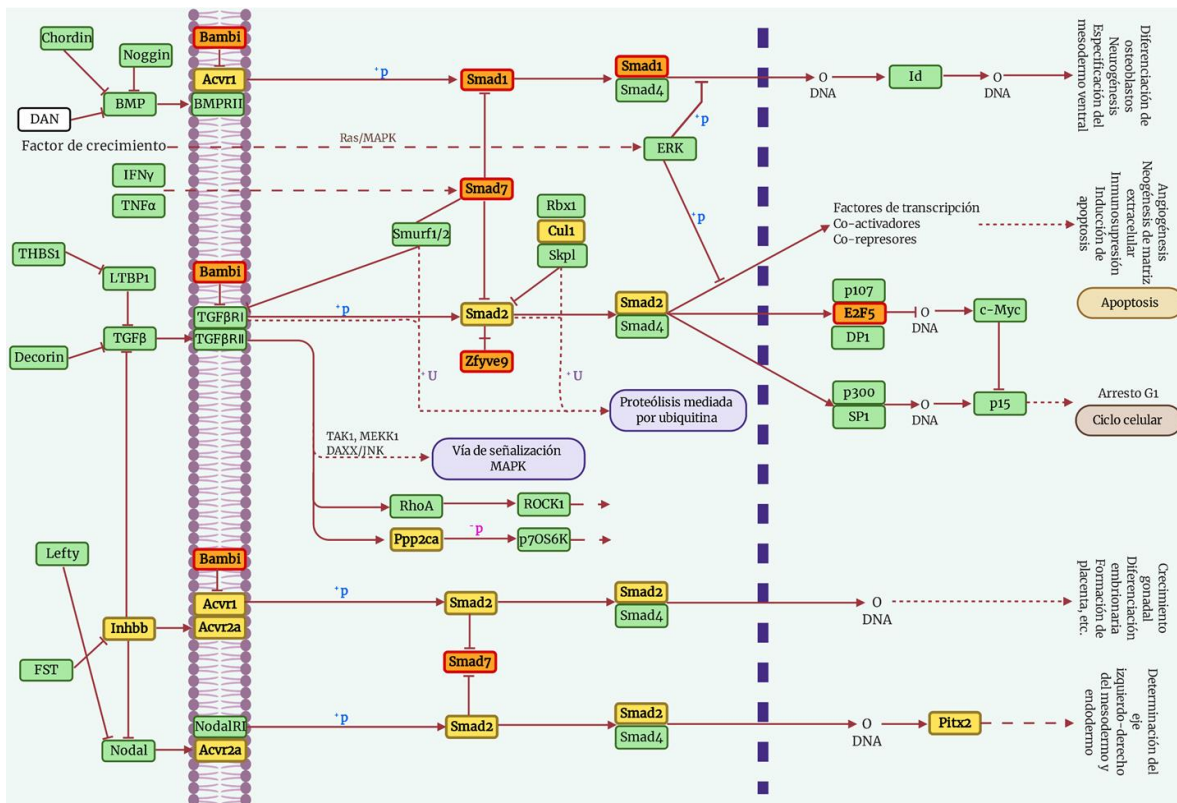 Chordin
Noggin
DAN
BMP
Bambi
Acvr1
BMPRII
+p
Smad1
Smad1
Smad4
O
DNA
Id
O
DNA
Diferenciación de
osteoblastos
Neurogénesis
Especificación del
mesodermo ventral
Factor de crecimiento
Ras/MAPK
ERK
+p
+p
IFNγ
TNFα
Smad7
Smurf1/2
Rbx1
Cul1
Skpl
Factores de transcripción
Co-activadores
Co-represores
Angiogénesis
Neogénesis de matriz
extracelular
Inmunosupresión
Inducción de
apoptosis
THBS1
LTBP1
Bambi
TGFβRI
TGFβRII
TGFβ
Decorin
+p
Smad2
Zfyve9
Smad2
Smad4
p107
E2F5
DP1
O
DNA
c-Myc
Apoptosis
+U
+U
Proteólisis mediada
por ubiquitina
p300
SP1
O
DNA
p15
Arresto G1
Ciclo celular
TAK1, MEKK1
DAXX/JNK
Vía de señalización
MAPK
RhoA
ROCK1
Ppp2ca
-p
p7OS6K
Lefty
Bambi
Acvr1
Acvr2a
Inhbb
FST
+p
Smad2
Smad2
Smad4
O
DNA
Crecimiento
gonadal
Diferenciación
embrionaria
Formación de
placenta, etc.
Smad7
Nodal
NodalRI
Acvr2a
+p
Smad2
Smad2
Smad4
O
DNA
Pitx2
Determinación del
eje
izquierdo-derecho
del mesodermo y
endodermo